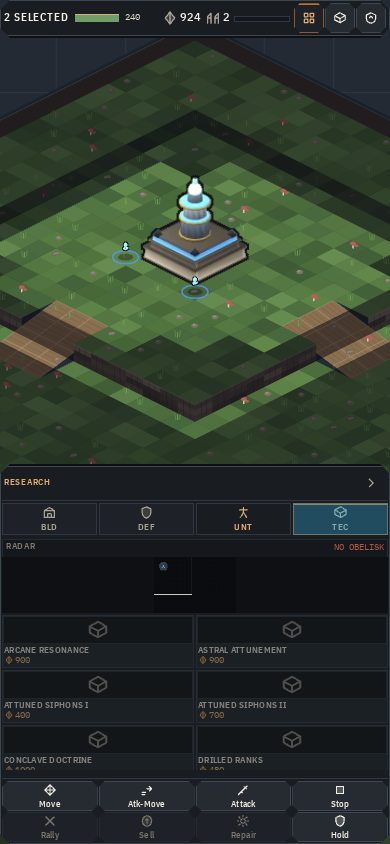 2 SELECTED 240 924 2
RESEARCH
BLD DEF UNT TEC
RADAR NO OBELISK
ARCANE RESONANCE ASTRAL ATTUNEMENT
900 900
ATTUNED SIPHONS I ATTUNED SIPHONS II
400 700
CONCLAVE DOCTRINE DRILLED RANKS
Move Atk-Move Attack Stop
Rally Sell Repair Hold